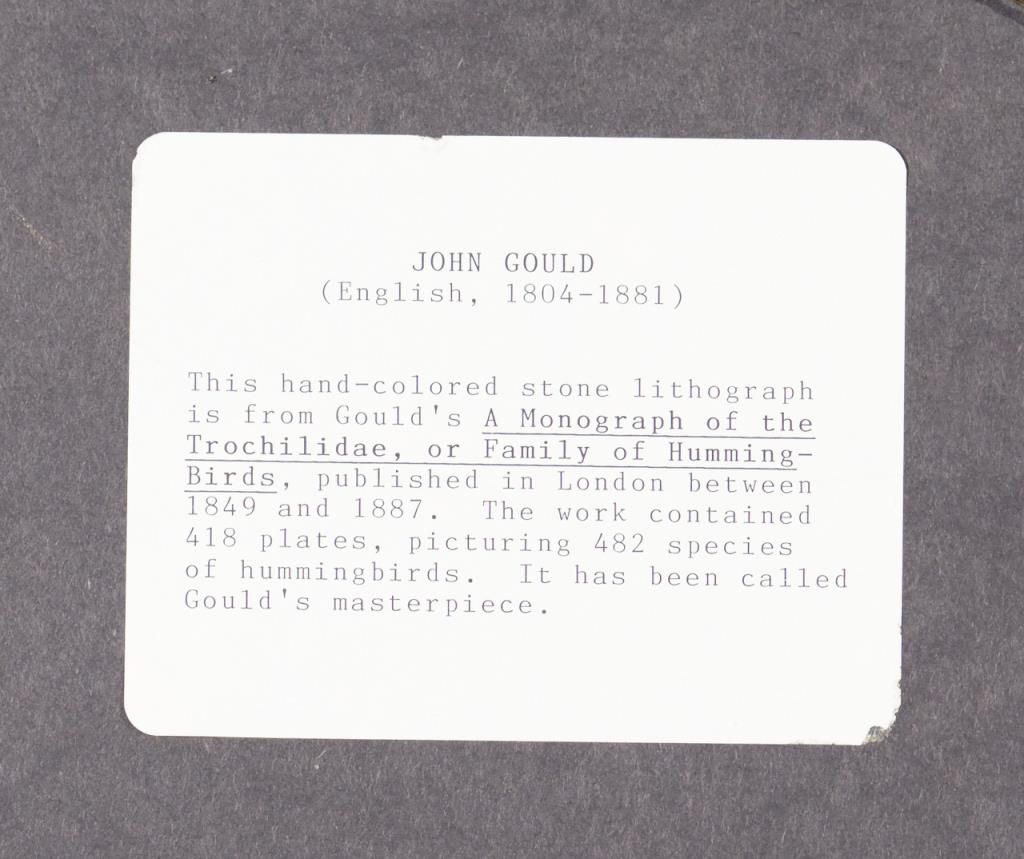 JOHN GOULD
(English, 1804-1881)
This hand-colored stone lithograph
is from Gould's A Monograph of the
Trochilidae, or Family of Humming-
Birds, published in London between
1849 and 1887.  The work contained
418 plates, picturing 482 species
of hummingbirds.  It has been called
Gould's masterpiece.